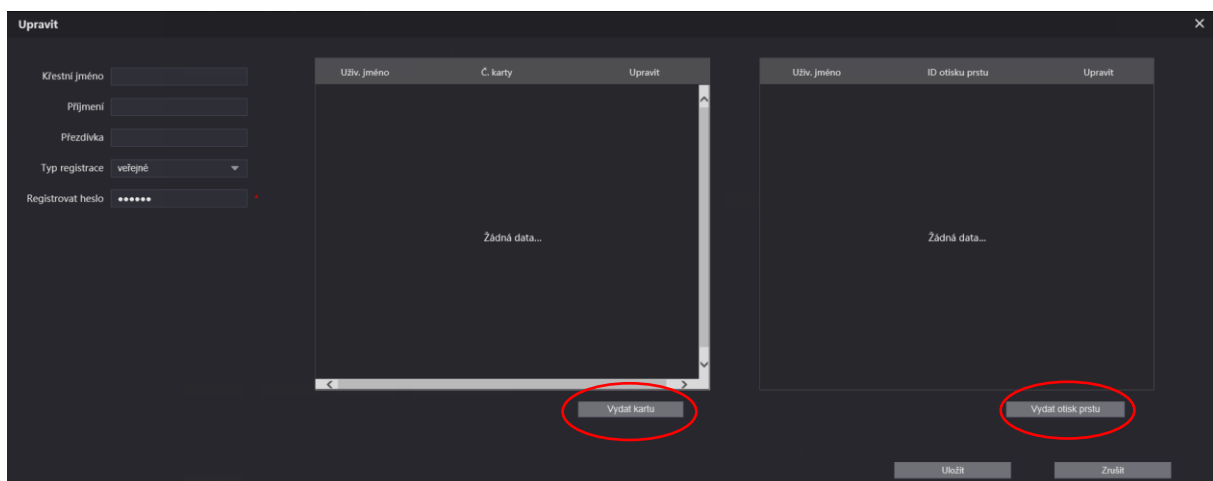 Upravit
Křestní jméno
Příjmení
Přezdívka
Typ registrace veřejné
Registrovat heslo •••••• *
Uživ. jméno Č. karty Upravit
Žádná data...
Vydat kartu
Uživ. jméno ID otisku prstu Upravit
Žádná data...
Vydat otisk prstu
Uložit Zrušit